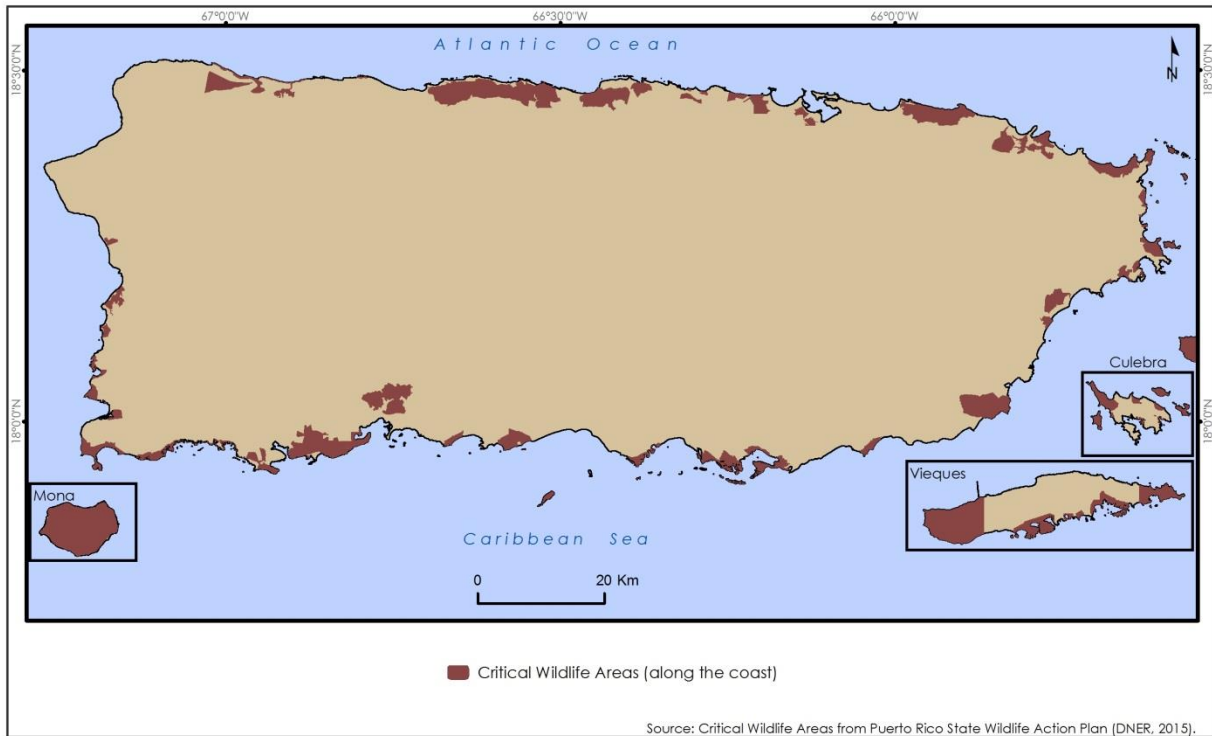 67°0'0"W
66°30'0"W
66°0'0"W
Atlantic Ocean
N
18°30'0"N
18°30'0"N
18°0'0"N
18°0'0"N
Culebra
Vieques
Mona
Caribbean Sea
0 20 Km
Critical Wildlife Areas (along the coast)
Source: Critical Wildlife Areas from Puerto Rico State Wildlife Action Plan (DNER, 2015).